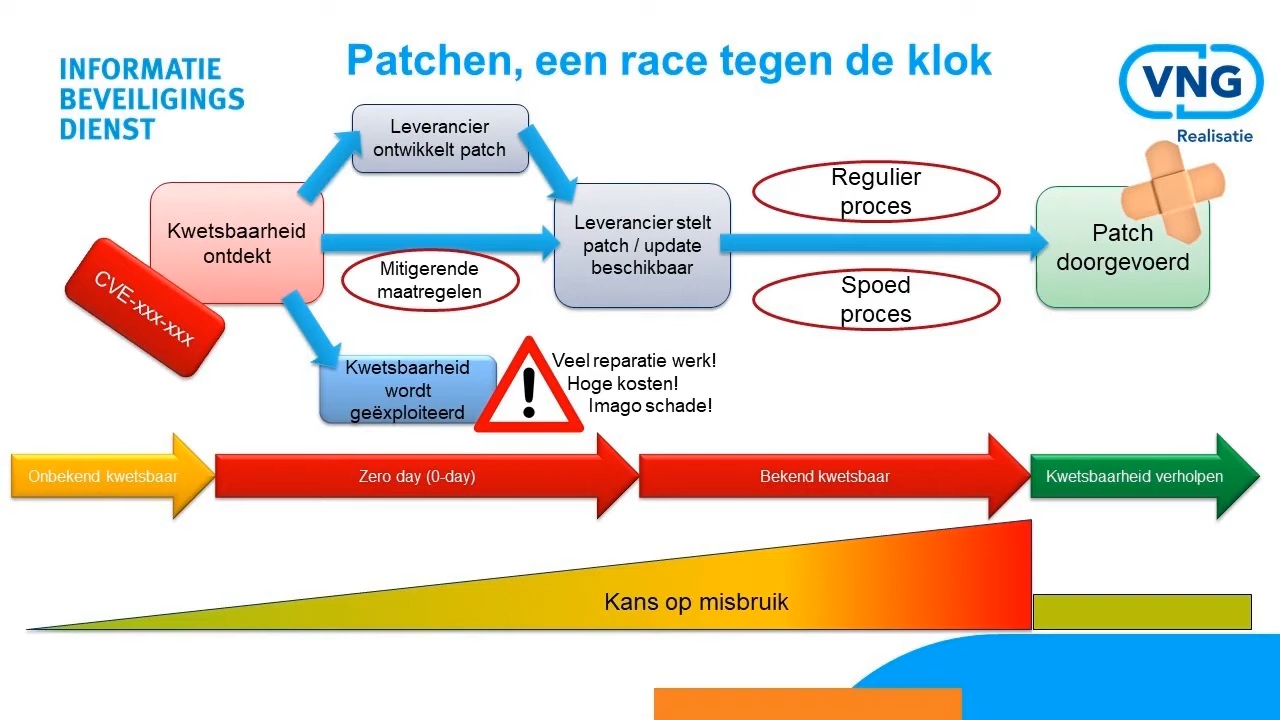 Patchen, een race tegen de klok
INFORMATIE
BEVEILIGINGS
DIENST
VNG
Realisatie
Leverancier
ontwikkelt patch
Kwetsbaarheid
ontdekt
CVE-xxx-xxx
Mitigerende
maatregelen
Leverancier stelt
patch / update
beschikbaar
Regulier
proces
Spoed
proces
Patch
doorgevoerd
Kwetsbaarheid
wordt
geëxploiteerd
!
Veel reparatie werk!
Hoge kosten!
Imago schade!
Onbekend kwetsbaar
Zero day (0-day)
Bekend kwetsbaar
Kwetsbaarheid verholpen
Kans op misbruik